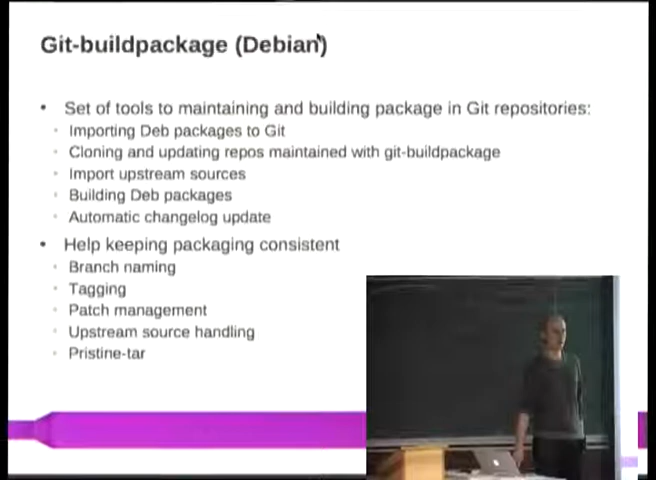 Git-buildpackage (Debian)
• Set of tools to maintaining and building package in Git repositories:
◦ Importing Deb packages to Git
◦ Cloning and updating repos maintained with git-buildpackage
◦ Import upstream sources
◦ Building Deb packages
◦ Automatic changelog update
• Help keeping packaging consistent
◦ Branch naming
◦ Tagging
◦ Patch management
◦ Upstream source handling
◦ Pristine-tar